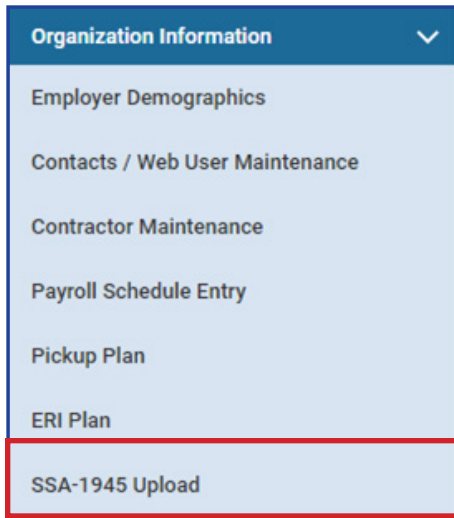 Organization Information
Employer Demographics
Contacts / Web User Maintenance
Contractor Maintenance
Payroll Schedule Entry
Pickup Plan
ERI Plan
SSA-1945 Upload